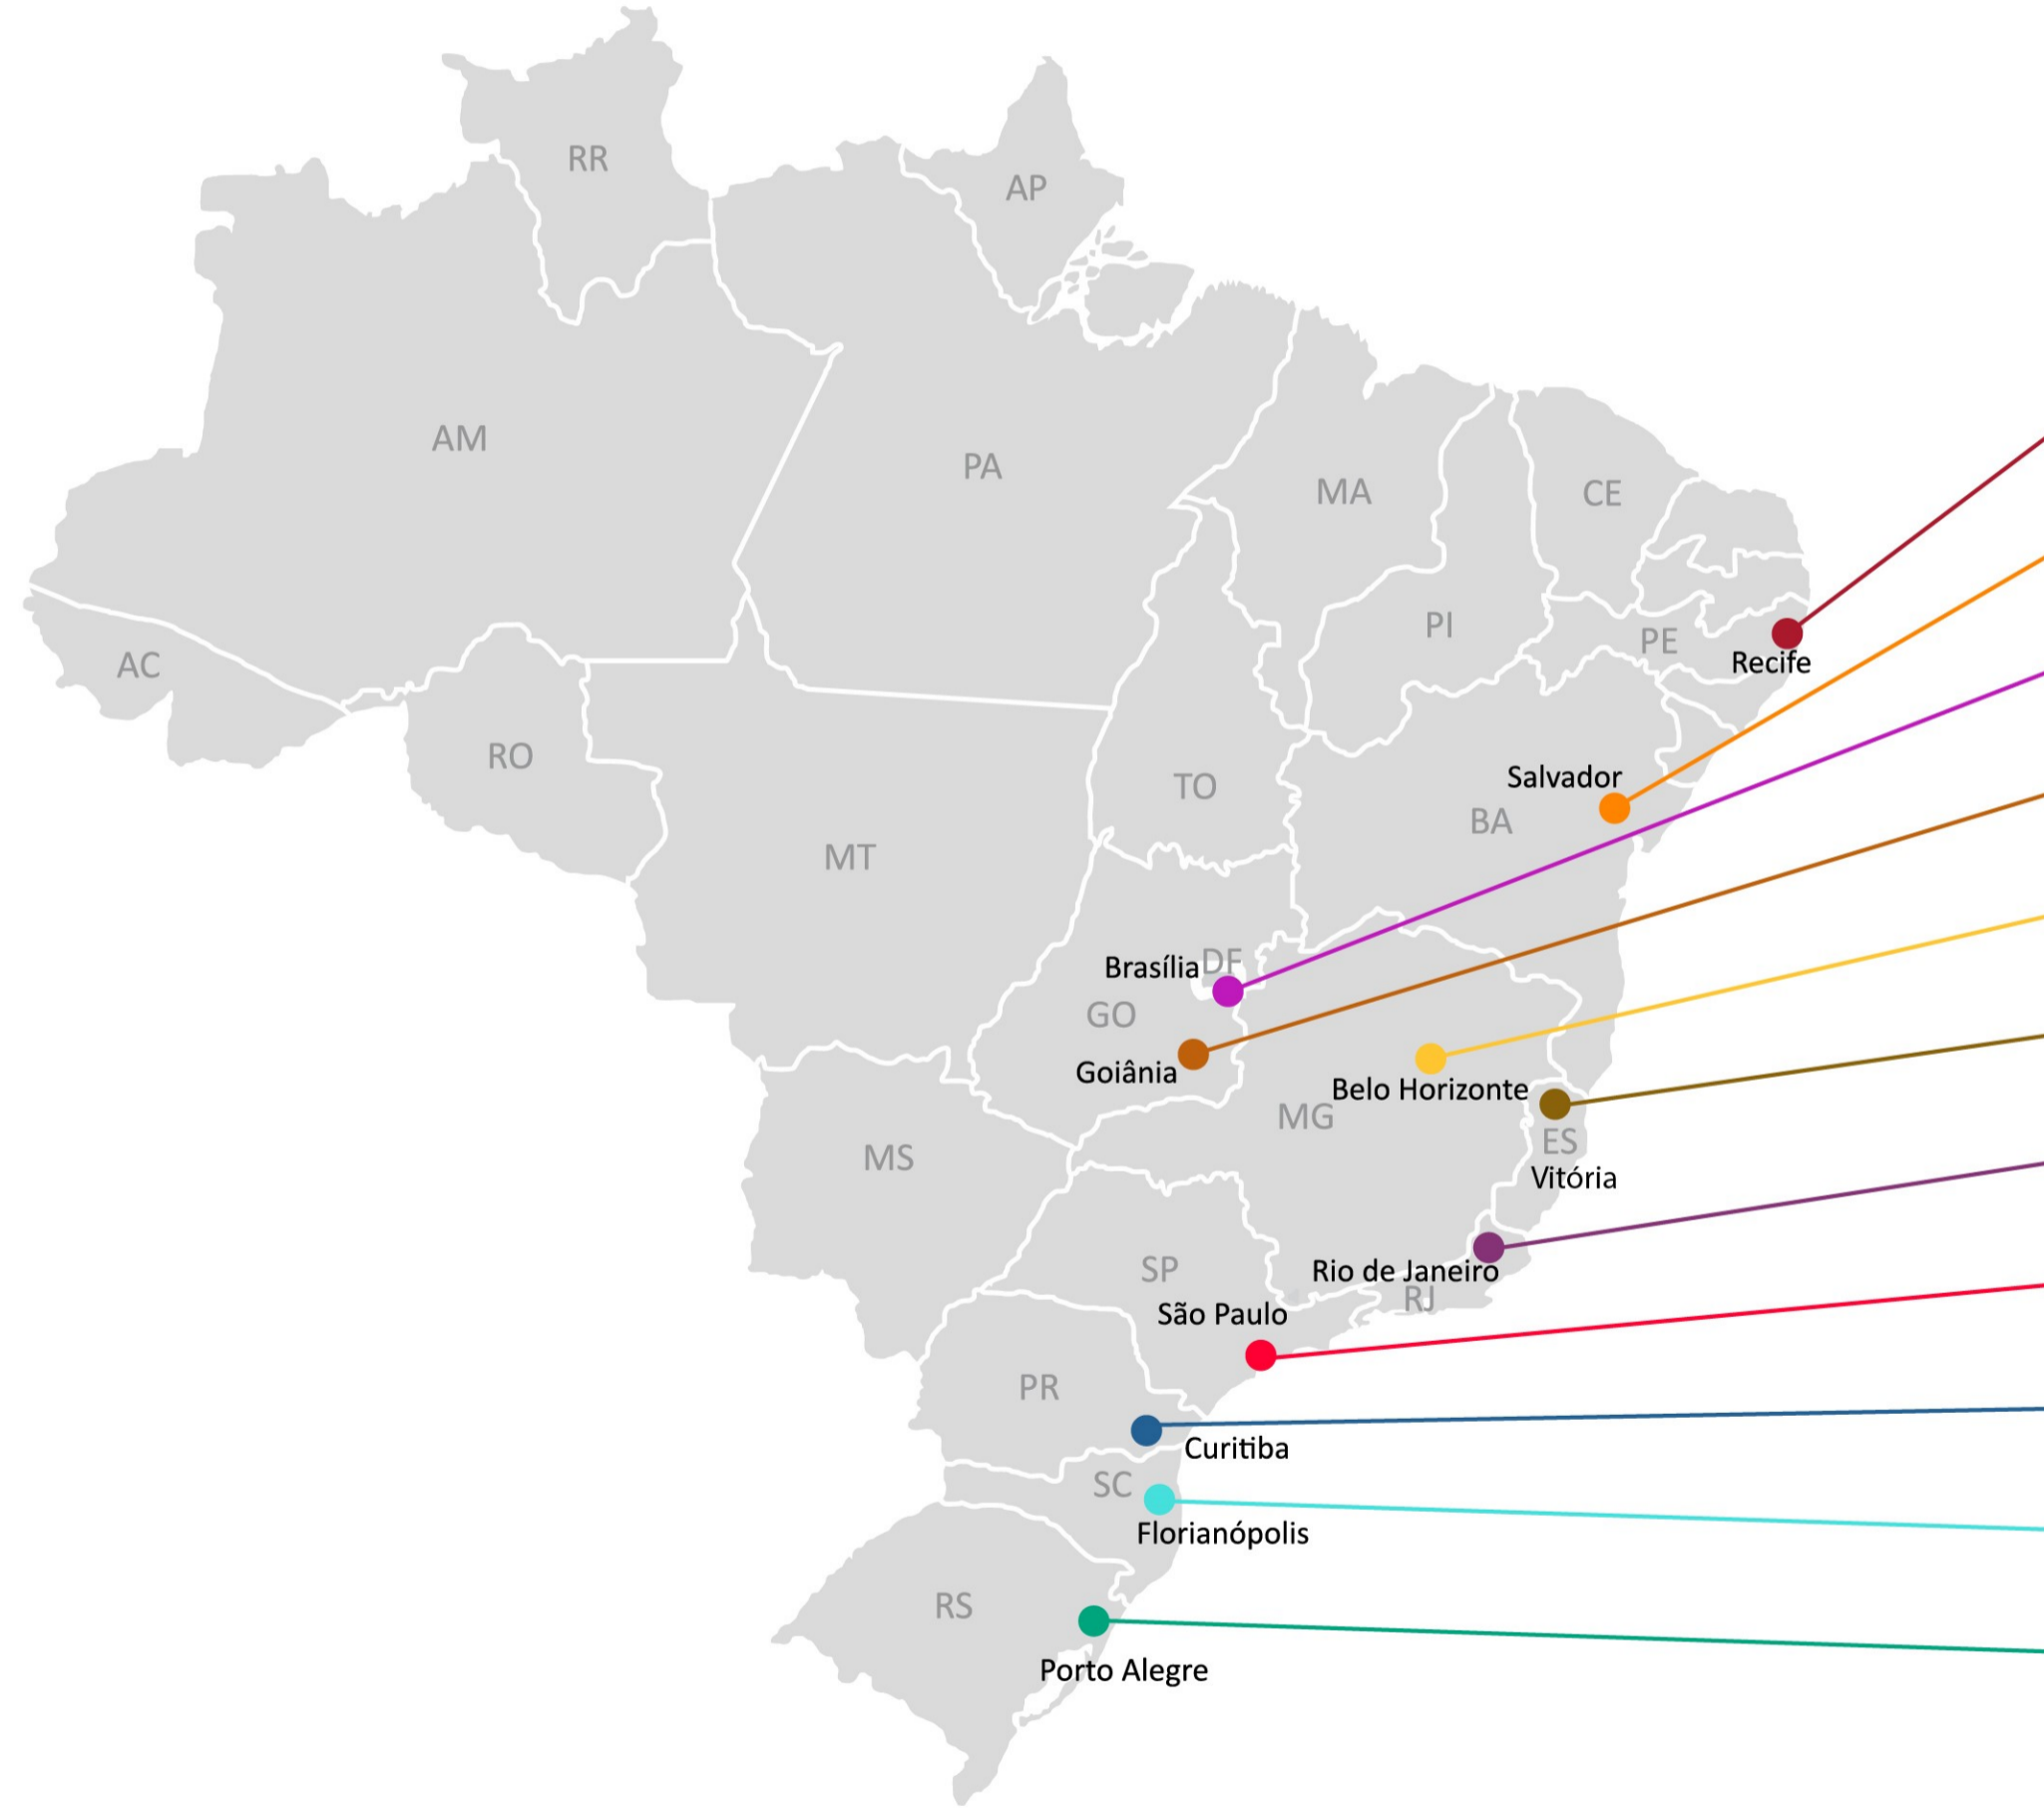 RR
AP
AM
PA
MA
CE
PI
PE
Recife
AC
RO
TO
Salvador
BA
MT
Brasília
DF
GO
Goiânia
Belo Horizonte
MG
ES
Vitória
MS
SP
Rio de Janeiro
RJ
São Paulo
PR
Curitiba
SC
Florianópolis
RS
Porto Alegre